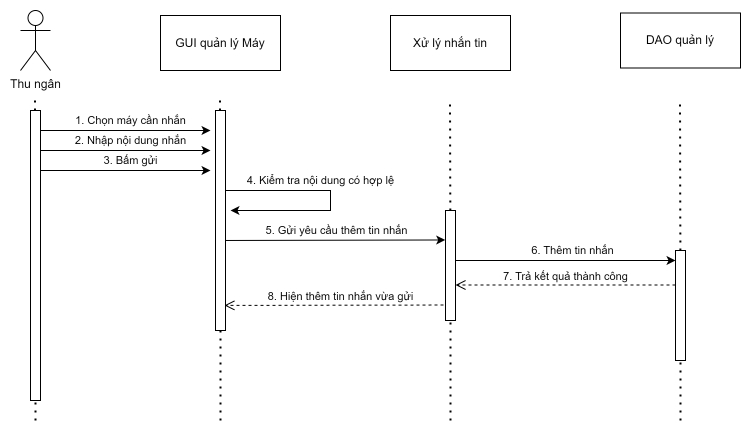 GUI quản lý Máy
Xử lý nhắn tin
DAO quản lý
Thu ngân
1. Chọn máy cần nhắn
2. Nhập nội dung nhắn
3. Bấm gửi
4. Kiểm tra nội dung có hợp lệ
5. Gửi yêu cầu thêm tin nhắn
6. Thêm tin nhắn
7. Trả kết quả thành công
8. Hiện thêm tin nhắn vừa gửi